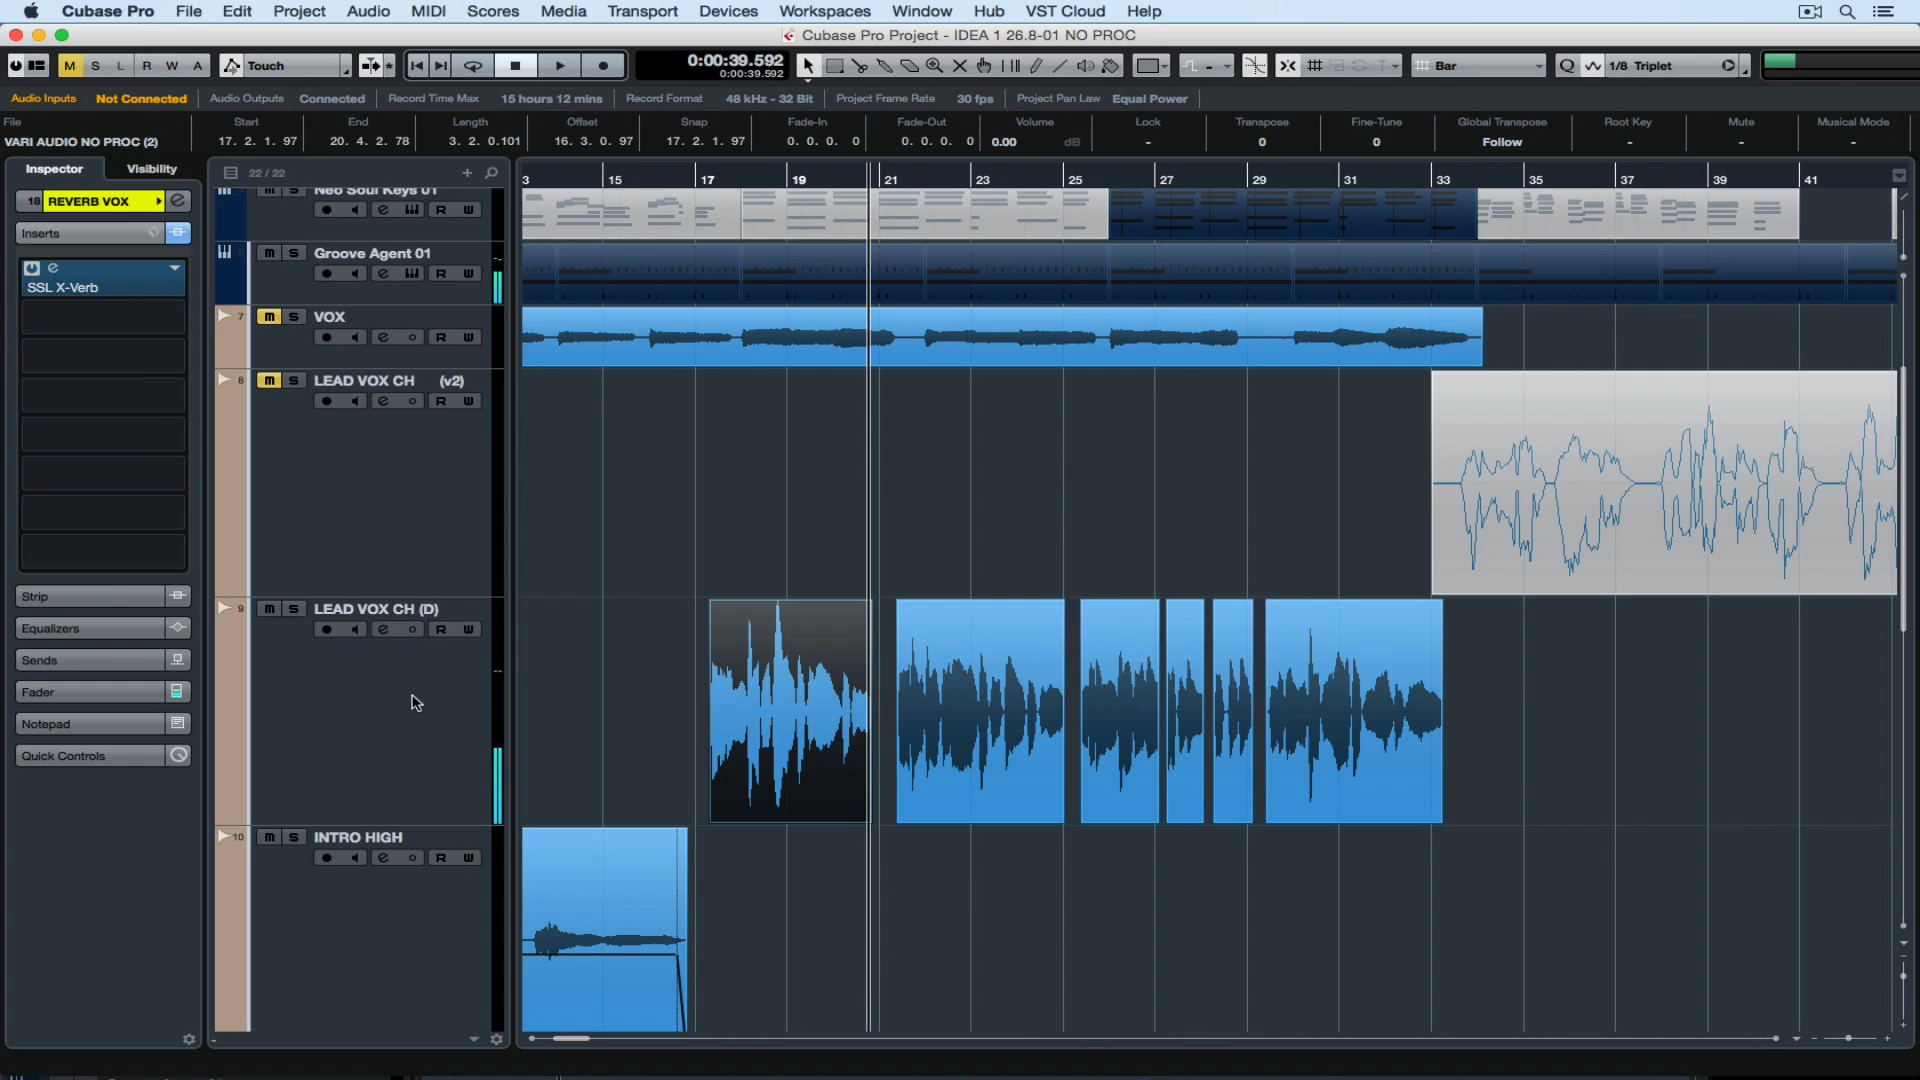 Cubase Pro File Edit Project Audio MIDI Scores Media Transport Devices Workspaces Window Hub VST Cloud Help
Cubase Pro Project - IDEA 1 26.8-01 NO PROC
M S L R W A Touch 0:00:39.592 Bar Q 1/8 Triplet
0:00:39.592
Audio Inputs Not Connected Audio Outputs Connected Record Time Max 15 hours 12 mins Record Format 48 kHz - 32 Bit Project Frame Rate 30 fps Project Pan Law Equal Power
File Start End Length Offset Snap Fade-In Fade-Out Volume Lock Transpose Fine-Tune Global Transpose Root Key Mute Musical Mode
VARI AUDIO NO PROC (2) 17. 2. 1. 97 20. 4. 2. 78 3. 2. 0.101 16. 3. 0. 97 17. 2. 1. 97 0. 0. 0. 0 0. 0. 0. 0 0.00 dB - 0 0 Follow - - -
Inspector Visibility 22 / 22
3 15 17 19 21 23 25 27 29 31 33 35 37 39 41
Neo Soul Keys 01
18 REVERB VOX
e R W
Inserts
m S Groove Agent 01
e R W
SSL X-Verb
7 m S VOX
e R W
8 m S LEAD VOX CH (v2)
e R W
Strip
9 m S LEAD VOX CH (D)
Equalizers
e R W
Sends
Fader
Notepad
Quick Controls
10 m S INTRO HIGH
e R W